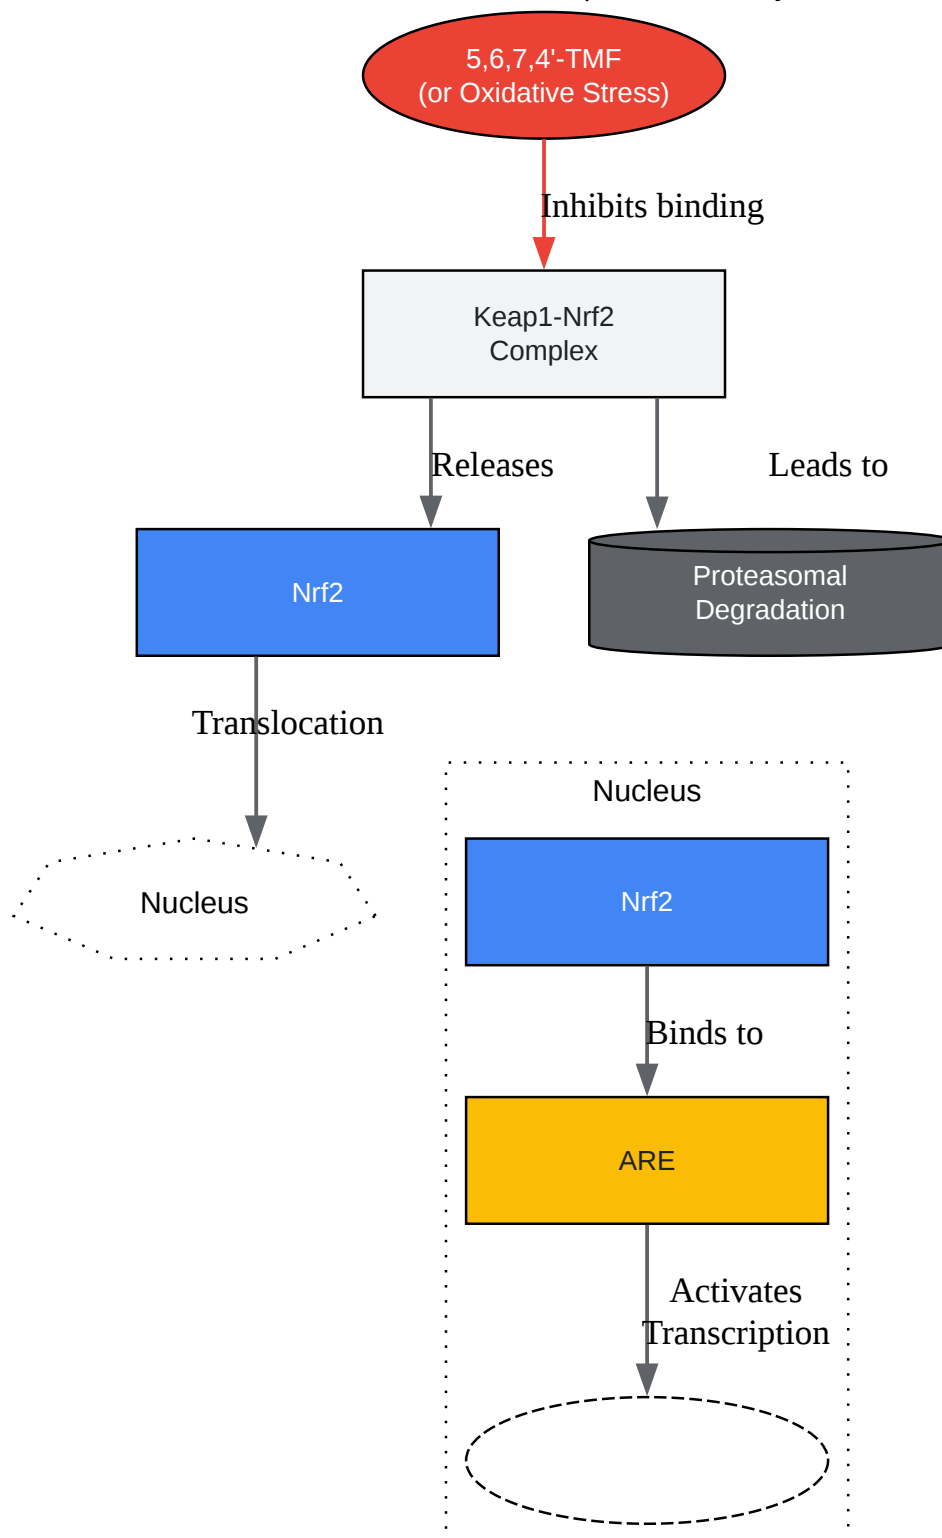 5,6,7,4'-TMF
(or Oxidative Stress)
Inhibits binding
Keap1-Nrf2
Complex
Releases
Leads to
Nrf2
Proteasomal
Degradation
Translocation
Nucleus
Nucleus
Nrf2
Binds to
ARE
Activates
Transcription